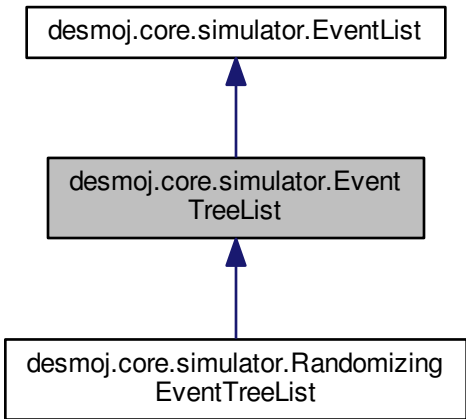 desmoj.core.simulator.EventList
desmoj.core.simulator.Event
TreeList
desmoj.core.simulator.Randomizing
EventTreeList